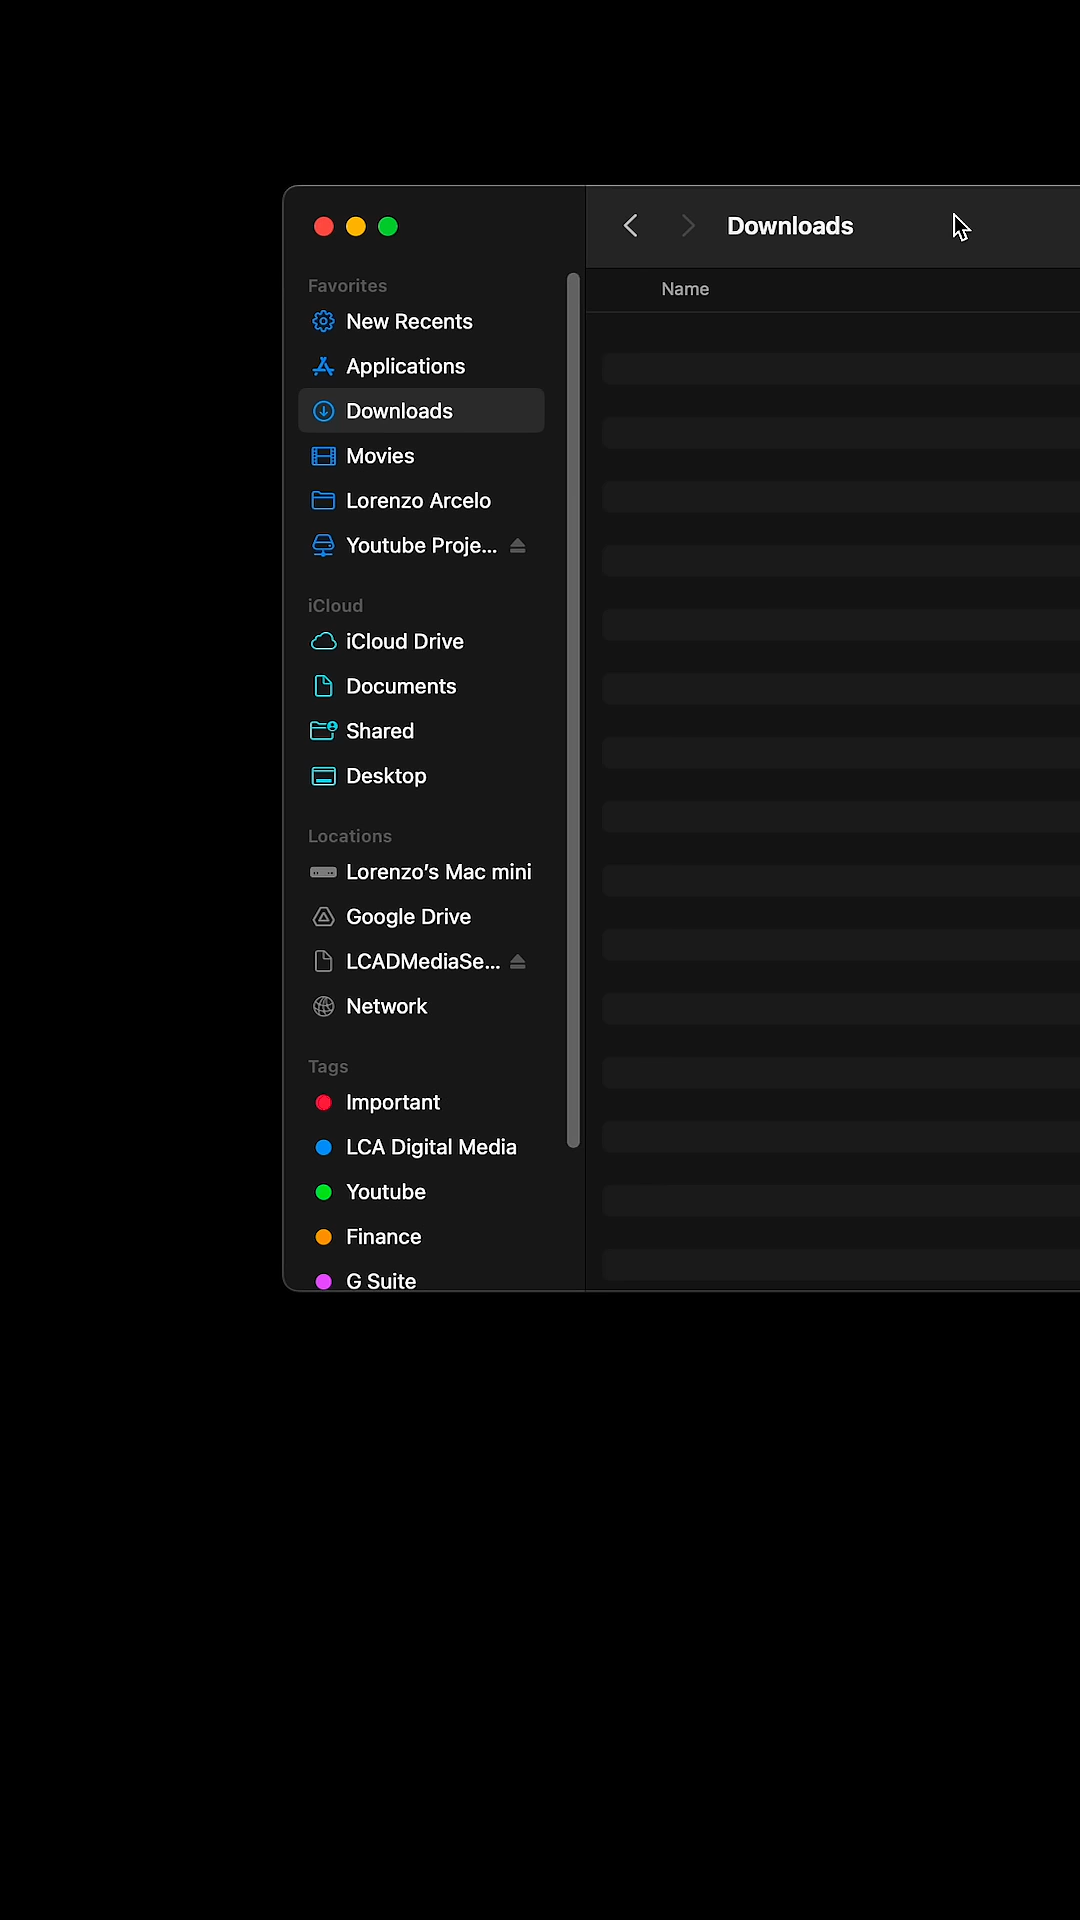 Downloads
Name
Favorites
New Recents
Applications
Downloads
Movies
Lorenzo Arcelo
Youtube Proje...
iCloud
iCloud Drive
Documents
Shared
Desktop
Locations
Lorenzo’s Mac mini
Google Drive
LCADMediaSe...
Network
Tags
Important
LCA Digital Media
Youtube
Finance
G Suite